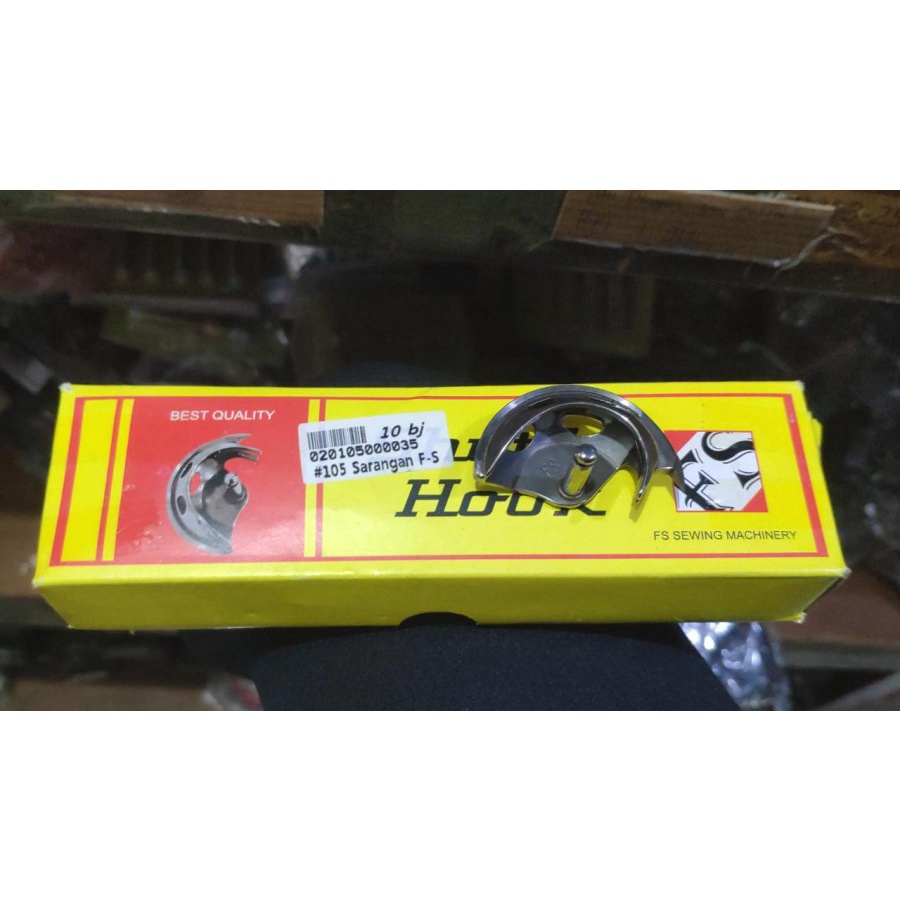 BEST QUALITY
10 bj
020105000035
#105 Sarangan F-S
Hook
FS SEWING MACHINERY